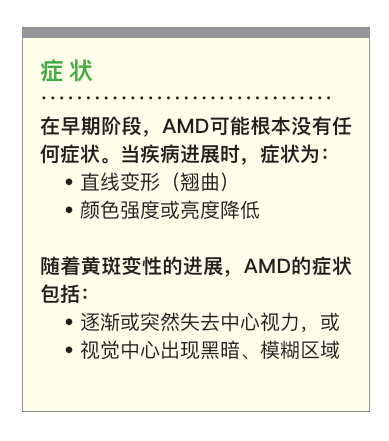 症状
在早期阶段，AMD可能根本没有任
何症状。当疾病进展时，症状为：
• 直线变形（翘曲）
• 颜色强度或亮度降低
随着黄斑变性的进展，AMD的症状
包括：
• 逐渐或突然失去中心视力，或
• 视觉中心出现黑暗、模糊区域